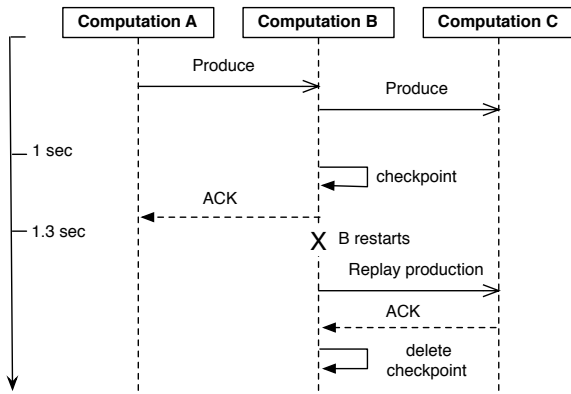 Computation A
Computation B
Computation C
Produce
Produce
1 sec
checkpoint
ACK
1.3 sec
X
B restarts
Replay production
ACK
delete
checkpoint